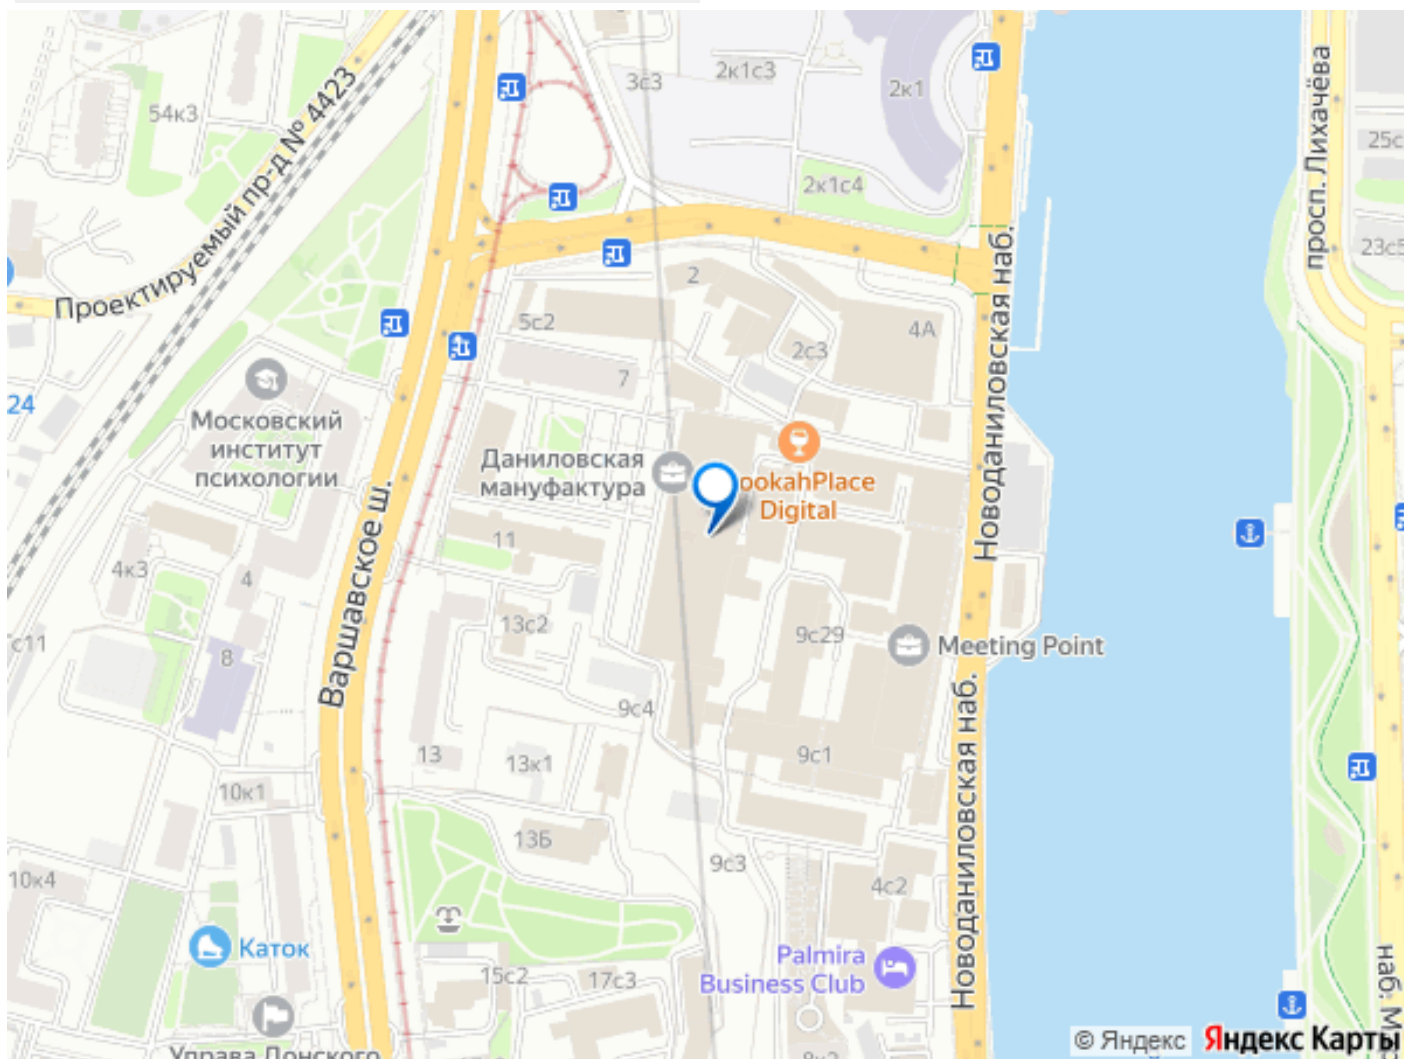 3с3
2к1с3
2к1
54к3
Проектируемый пр-д № 4423
просп. Лихачёва
2к1с4
23с5
2
Новоданиловская наб.
5с2
4А
2с3
7
24
Московский
институт
психологии
Даниловская
мануфактура
ookahPlace
Digital
Варшавское ш.
11
4к3
4
13с2
9с29
Meeting Point
с11
8
9с4
Новоданиловская наб.
13
13к1
9с1
10к1
13Б
9с3
10к4
4с2
Каток
Palmira
Business Club
15с2
17с3
Управа Донского
© Яндекс
Яндекс Карты